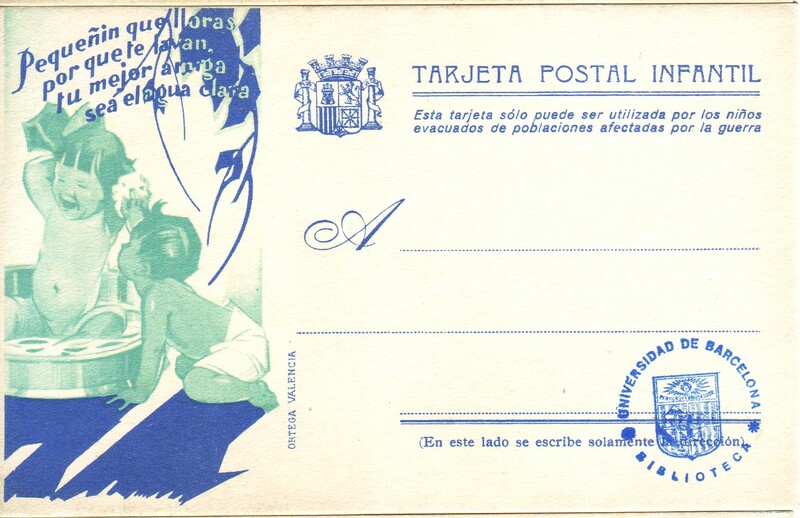 Pequeñin que lloras
por que te lavan,
tu mejor amiga
sea el agua clara
TARJETA POSTAL INFANTIL
Esta tarjeta sólo puede ser utilizada por los niños
evacuados de poblaciones afectadas por la guerra
A
ORTEGA VALENCIA
(En este lado se escribe solamente la dirección)
UNIVERSIDAD DE BARCELONA
BIBLIOTECA